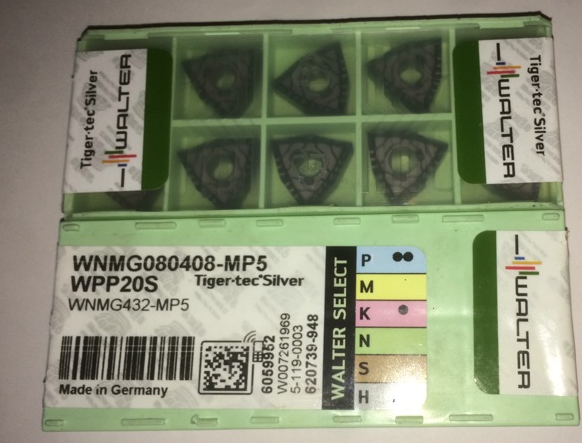 Tiger·tec®Silver
WALTER
WALTER
Tiger·tec®Silver
WNMG080408-MP5
WPP20S Tiger·tec®Silver
WNMG432-MP5
Made in Germany
6059952
W007261969
5-119-0003
620739-948
WALTER SELECT
P
M
K
N
S
H
WALTER